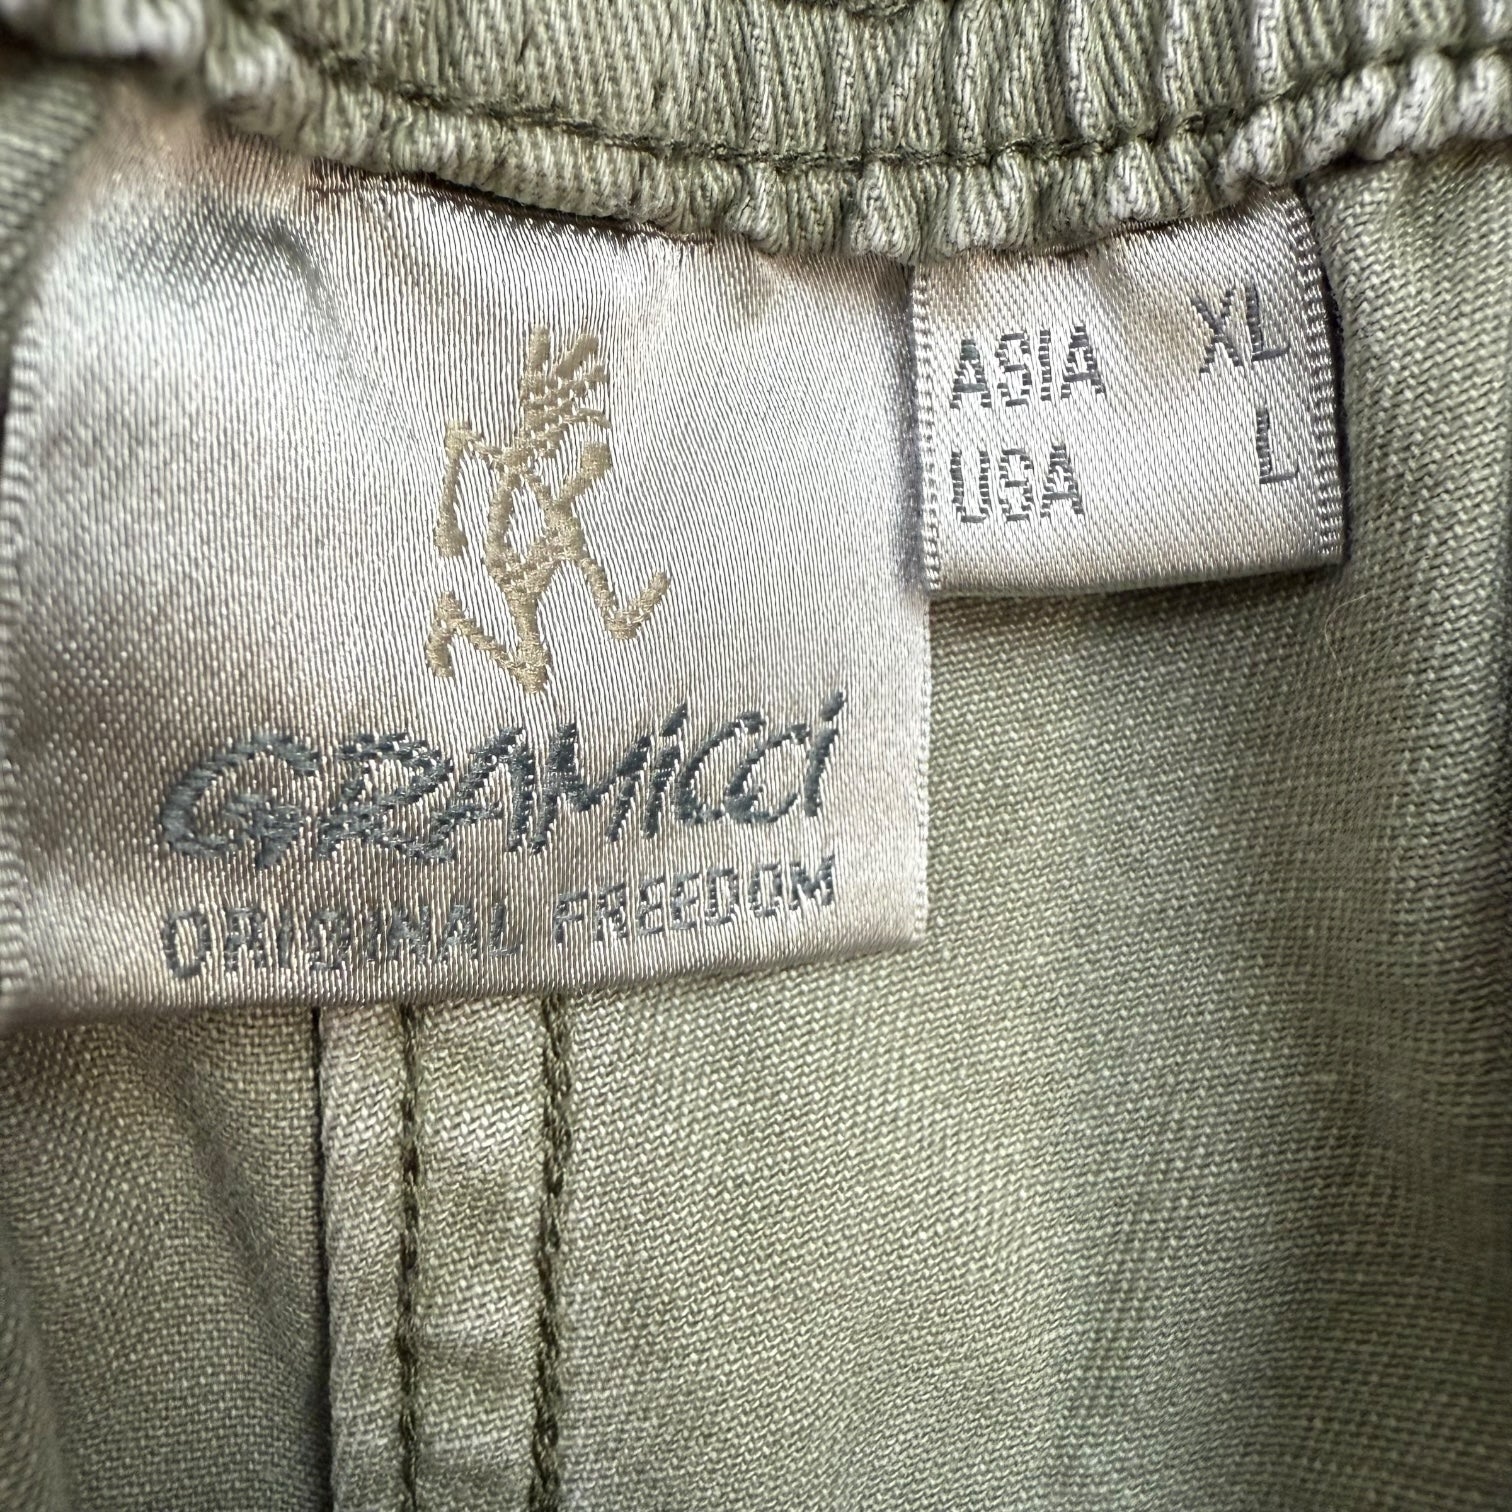 GRAMicci
ORIGINAL FREEDOM
ASIA XL
USA L